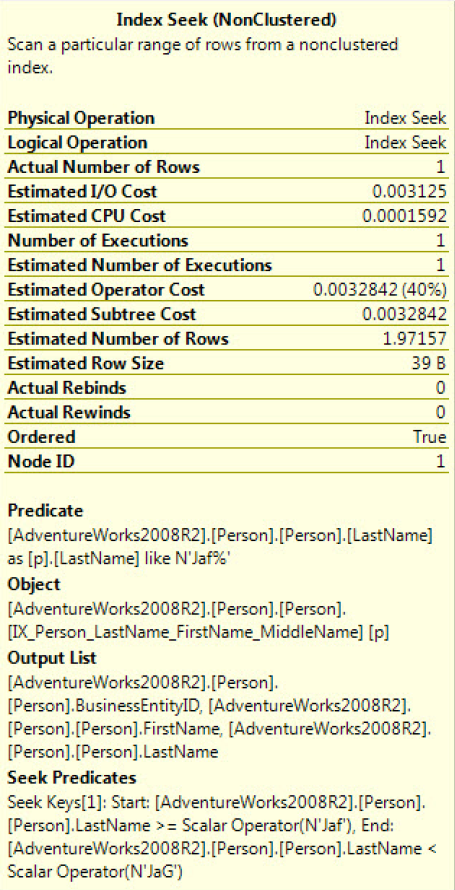 Index Seek (NonClustered)
Scan a particular range of rows from a nonclustered
index.
Physical Operation Index Seek
Logical Operation Index Seek
Actual Number of Rows 1
Estimated I/O Cost 0.003125
Estimated CPU Cost 0.0001592
Number of Executions 1
Estimated Number of Executions 1
Estimated Operator Cost 0.0032842 (40%)
Estimated Subtree Cost 0.0032842
Estimated Number of Rows 1.97157
Estimated Row Size 39 B
Actual Rebinds 0
Actual Rewinds 0
Ordered True
Node ID 1
Predicate
[AdventureWorks2008R2].[Person].[Person].[LastName]
as [p].[LastName] like N'Jaf%'
Object
[AdventureWorks2008R2].[Person].[Person].
[IX_Person_LastName_FirstName_MiddleName] [p]
Output List
[AdventureWorks2008R2].[Person].
[Person].BusinessEntityID, [AdventureWorks2008R2].
[Person].[Person].FirstName, [AdventureWorks2008R2].
[Person].[Person].LastName
Seek Predicates
Seek Keys[1]: Start: [AdventureWorks2008R2].[Person].
[Person].LastName >= Scalar Operator(N'Jaf'), End:
[AdventureWorks2008R2].[Person].[Person].LastName <
Scalar Operator(N'JaG')